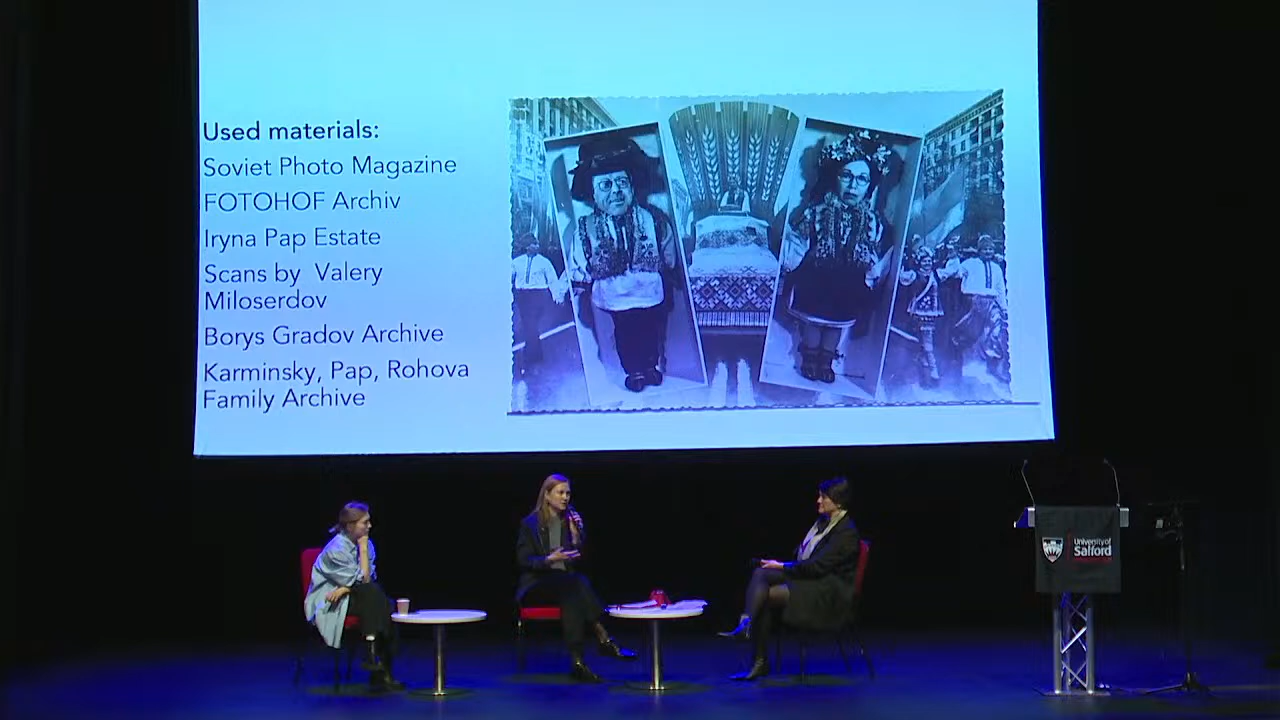 Used materials:
Soviet Photo Magazine
FOTOHOF Archiv
Iryna Pap Estate
Scans by Valery
Miloserdov
Borys Gradov Archive
Karminsky, Pap, Rohova
Family Archive
University of
Salford